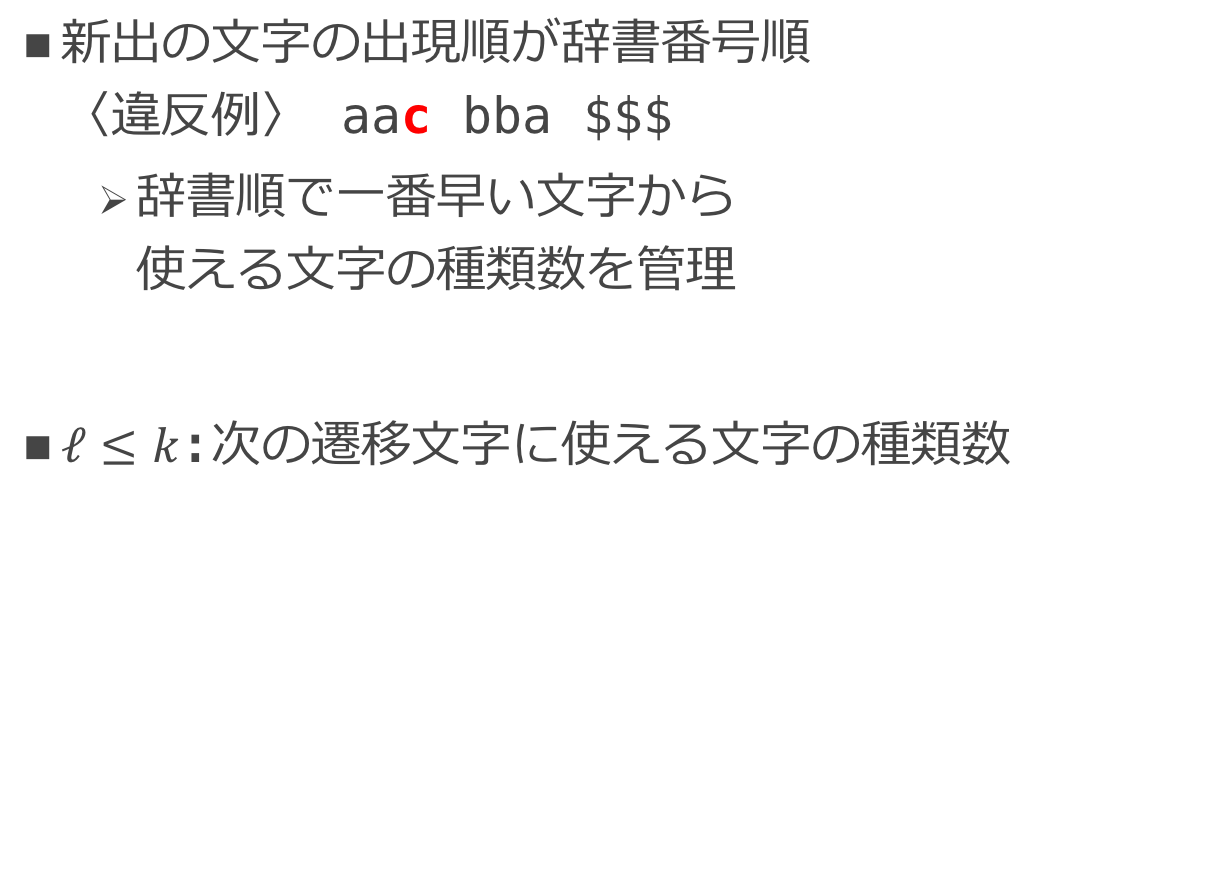 ■新出の文字の出現順が辞書番号順
〈違反例〉 aac bba $$$
➢辞書順で一番早い文字から
使える文字の種類数を管理
■ℓ ≤ k:次の遷移文字に使える文字の種類数